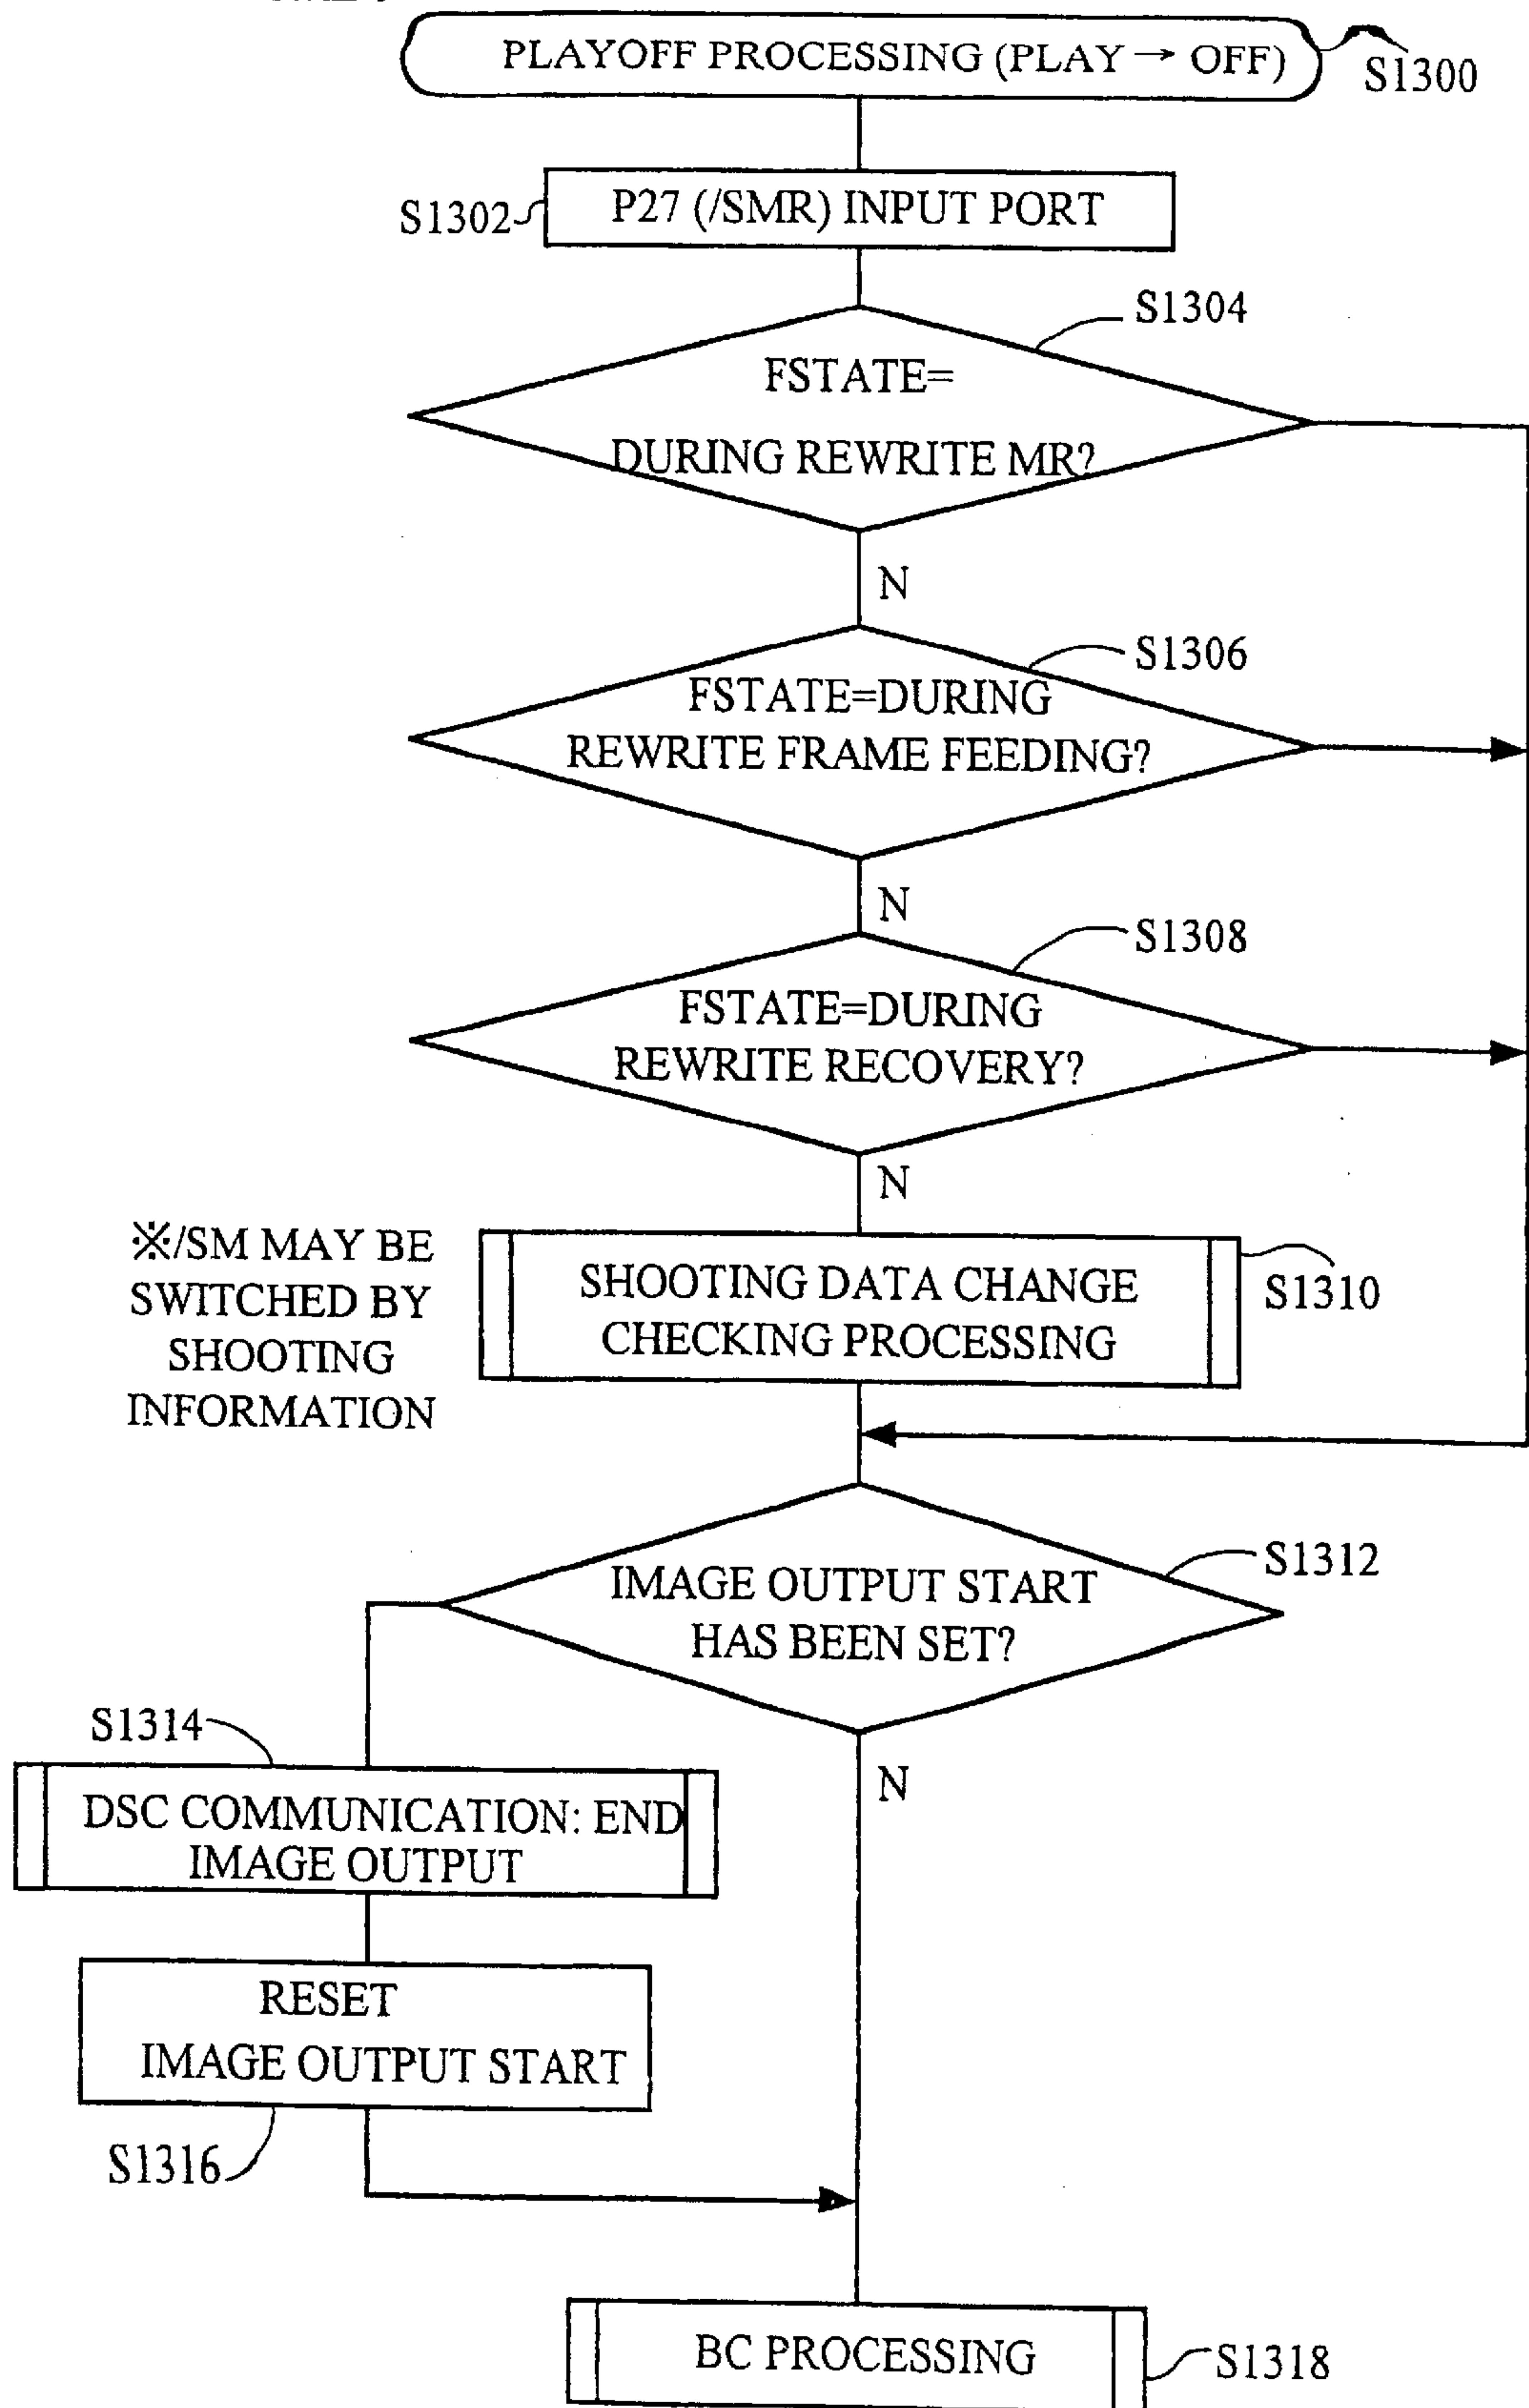 PLAYOFF PROCESSING (PLAY → OFF)
S1300
S1302
P27 (/SMR) INPUT PORT
S1304
FSTATE=
DURING REWRITE MR?
N
S1306
FSTATE=DURING
REWRITE FRAME FEEDING?
N
S1308
FSTATE=DURING
REWRITE RECOVERY?
N
※/SM MAY BE
SWITCHED BY
SHOOTING
INFORMATION
SHOOTING DATA CHANGE
CHECKING PROCESSING
S1310
S1312
IMAGE OUTPUT START
HAS BEEN SET?
S1314
N
DSC COMMUNICATION: END
IMAGE OUTPUT
RESET
IMAGE OUTPUT START
S1316
BC PROCESSING
S1318